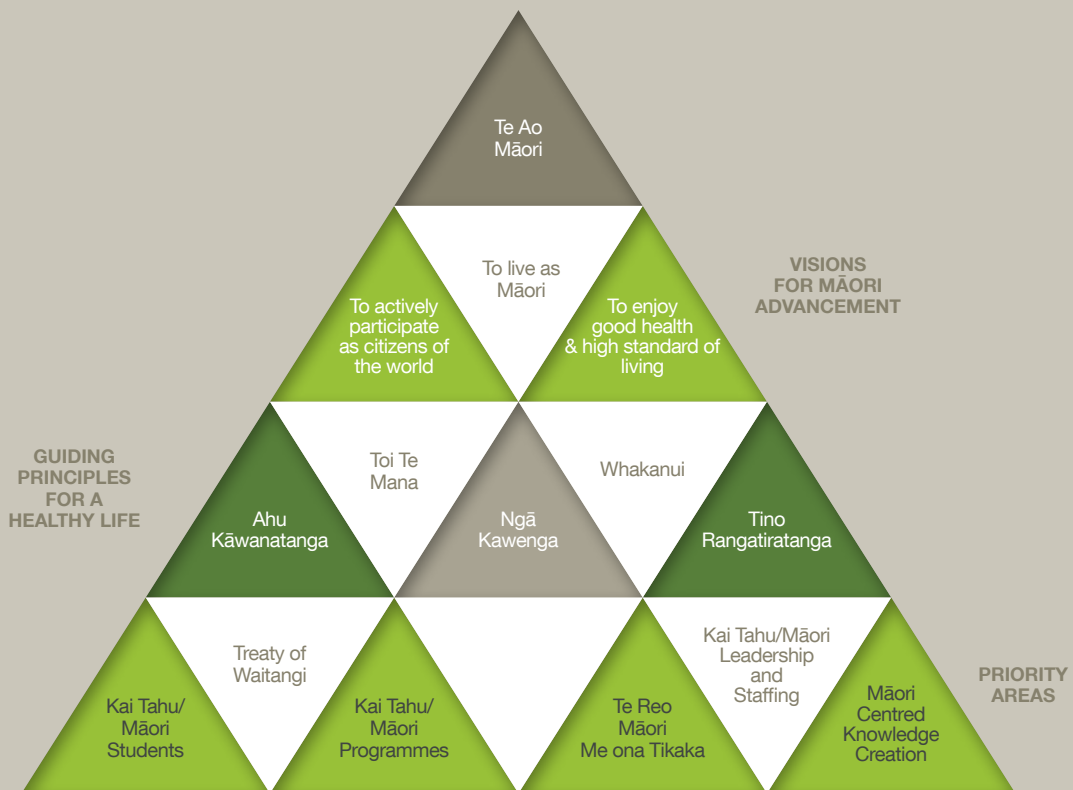 Te Ao
Māori
To live as
Māori
To actively
participate
as citizens of
the world
To enjoy
good health
& high standard of
living
VISIONS
FOR MĀORI
ADVANCEMENT
GUIDING
PRINCIPLES
FOR A
HEALTHY LIFE
Toi Te
Mana
Whakanui
Ahu
Kāwanatanga
Ngā
Kawenga
Tino
Rangatiratanga
Treaty of
Waitangi
Kai Tahu/Māori
Leadership
and
Staffing
Kai Tahu/
Māori
Students
Kai Tahu/
Māori
Programmes
Te Reo
Māori
Me ona Tikaka
Māori
Centred
Knowledge
Creation
PRIORITY
AREAS